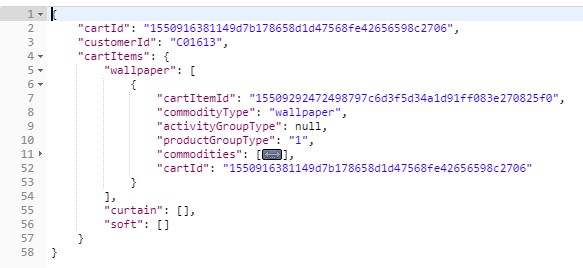 1 {
2 "cartId": "1550916381149d7b178658d1d47568fe42656598c2706",
3 "customerId": "C01613",
4 "cartItems": {
5 "wallpaper": [
6 {
7 "cartItemId": "15509292472498797c6d3f5d34a1d91ff083e270825f0",
8 "commodityType": "wallpaper",
9 "activityGroupType": null,
10 "productGroupType": "1",
11 "commodities": [],
52 "cartId": "1550916381149d7b178658d1d47568fe42656598c2706"
53 }
54 ],
55 "curtain": [],
56 "soft": []
57 }
58 }